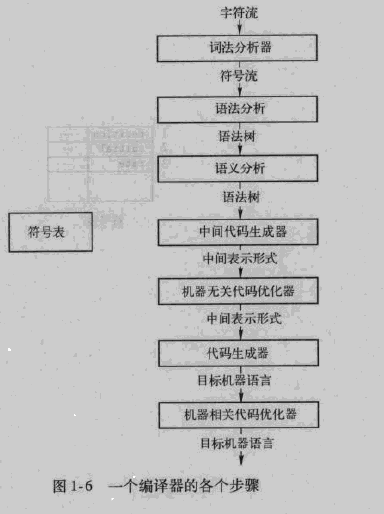 字符流
词法分析器
符号流
语法分析
语法树
语义分析
语法树
符号表
中间代码生成器
中间表示形式
机器无关代码优化器
中间表示形式
代码生成器
目标机器语言
机器相关代码优化器
目标机器语言
图1-6 一个编译器的各个步骤